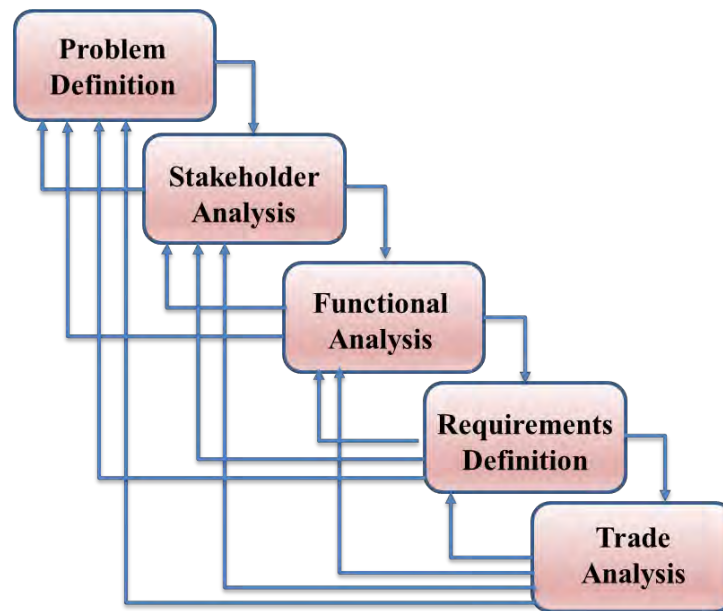 Problem
Definition
Stakeholder
Analysis
Functional
Analysis
Requirements
Definition
Trade
Analysis